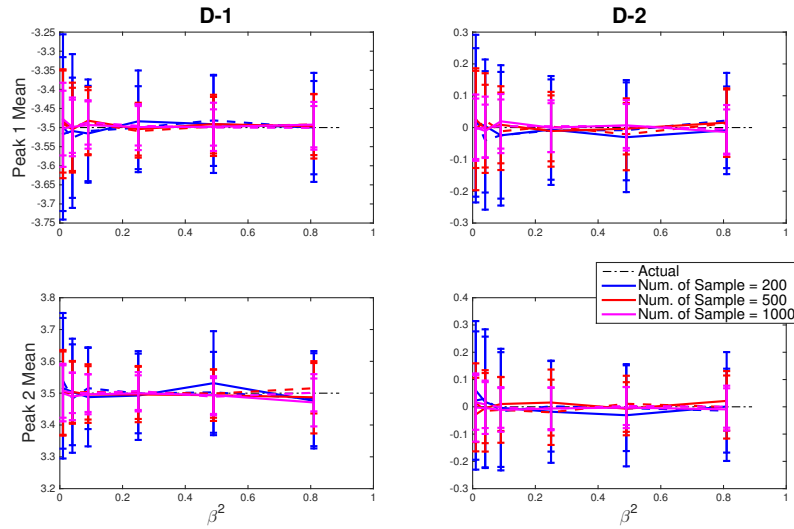 D-1
D-2
Peak 1 Mean
-3.25
-3.3
-3.35
-3.4
-3.45
-3.5
-3.55
-3.6
-3.65
-3.7
-3.75
0 0.2 0.4 0.6 0.8 1
0.3
0.2
0.1
0
-0.1
-0.2
-0.3
0 0.2 0.4 0.6 0.8 1
Peak 2 Mean
3.8
3.7
3.6
3.5
3.4
3.3
3.2
0 0.2 0.4 0.6 0.8 1
β²
0.4
0.3
0.2
0.1
0
-0.1
-0.2
-0.3
0 0.2 0.4 0.6 0.8 1
β²
Actual
Num. of Sample = 200
Num. of Sample = 500
Num. of Sample = 1000